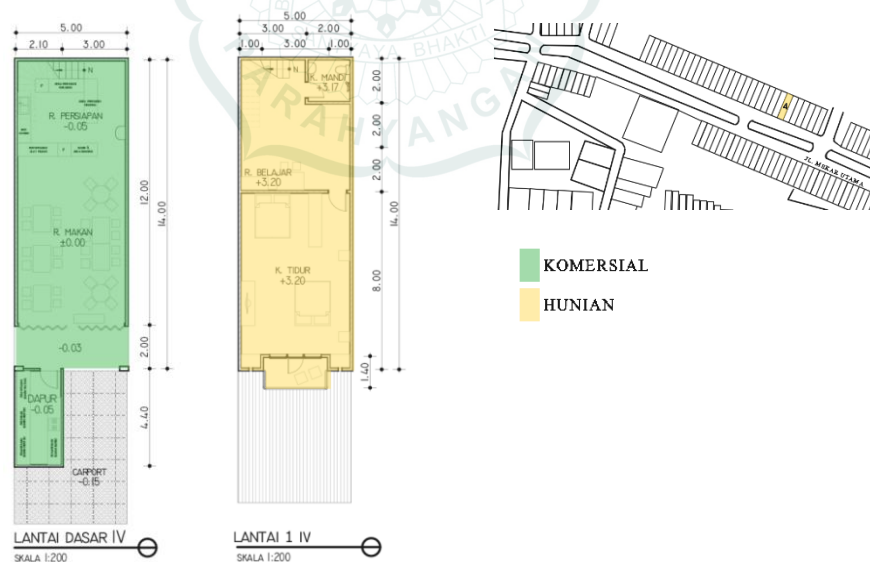 5.00
2.10
3.00
N
R. PERSIAPAN
-0.05
12.00
14.00
R. MAKAN
±0.00
-0.03
2.00
DAPUR
-0.05
4.40
CARPORT
-0.15
LANTAI DASAR IV
SKALA 1:200
5.00
3.00
2.00
1.00
3.00
1.00
N
K. MANDI
+3.17
2.00
2.00
2.00
R. BELAJAR
+3.20
14.00
K. TIDUR
+3.20
8.00
1.40
LANTAI 1 IV
SKALA 1:200
BHAKTI
A
JL. MEKAR UTAMA
KOMERSIAL
HUNIAN